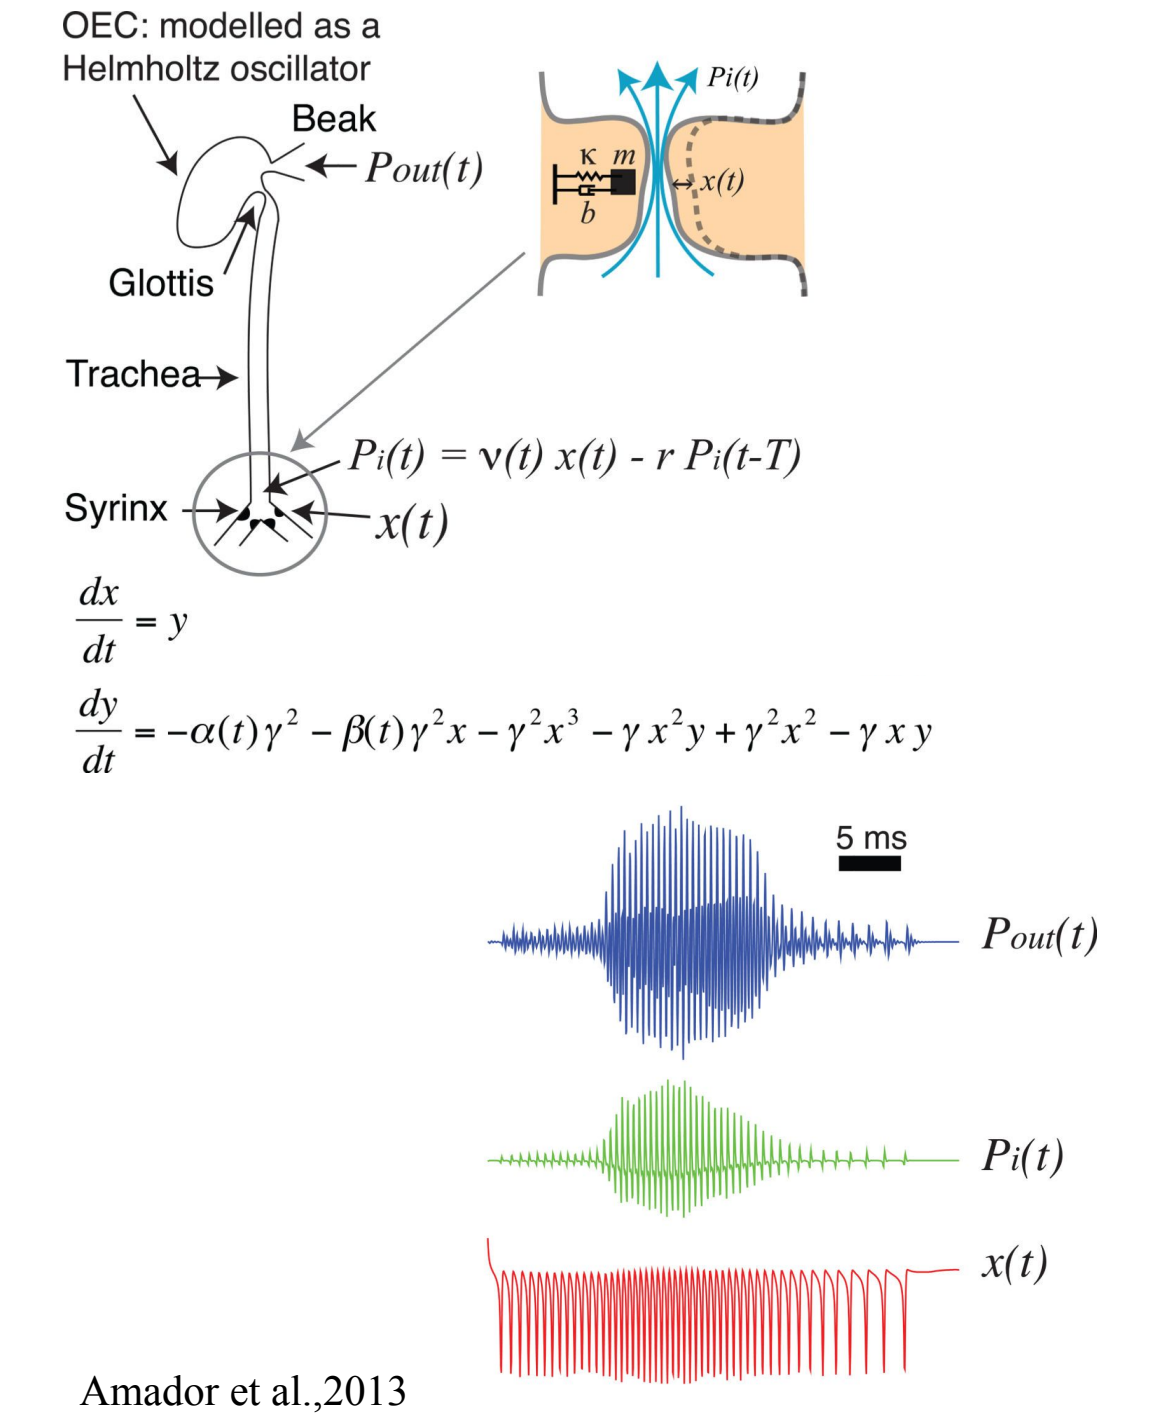 OEC: modelled as a
Helmholtz oscillator
Beak
Pout(t)
Pi(t)
κ m
x(t)
b
Glottis
Trachea
Pi(t) = ν(t) x(t) - r Pi(t-T)
Syrinx
x(t)
dx/dt = y
dy/dt = −α(t)γ² − β(t)γ²x − γ²x³ − γx²y + γ²x² − γxy
5 ms
Pout(t)
Pi(t)
x(t)
Amador et al.,2013